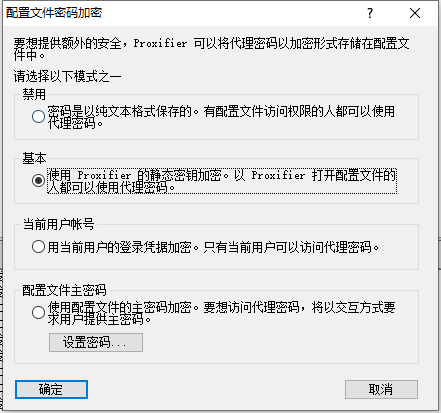 配置文件密码加密
要想提供额外的安全，Proxifier 可以将代理密码以加密形式存储在配置文
件中。
请选择以下模式之一
禁用
密码是以纯文本格式保存的。有配置文件访问权限的人都可以使用
代理密码。
基本
使用 Proxifier 的静态密钥加密。以 Proxifier 打开配置文件的
人都可以使用代理密码。
当前用户帐号
用当前用户的登录凭据加密。只有当前用户可以访问代理密码。
配置文件主密码
使用配置文件的主密码加密。要想访问代理密码，将以交互方式要
求用户提供主密码。
设置密码...
确定
取消